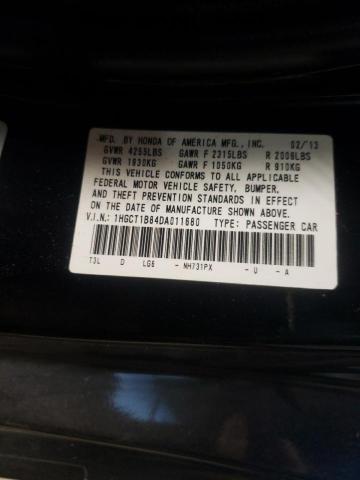 MFD. BY HONDA OF AMERICA MFG., INC. 02/13
GVWR 4255LBS GAWR F 2315LBS R 2006LBS
GVWR 1930KG GAWR F 1050KG R 910KG
THIS VEHICLE CONFORMS TO ALL APPLICABLE
FEDERAL MOTOR VEHICLE SAFETY, BUMPER,
AND THEFT PREVENTION STANDARDS IN EFFECT
ON THE DATE OF MANUFACTURE SHOWN ABOVE.
V.I.N.: 1HGCT1B84DA011680 TYPE: PASSENGER CAR
T3L D LG6 - NH731PX - U - A